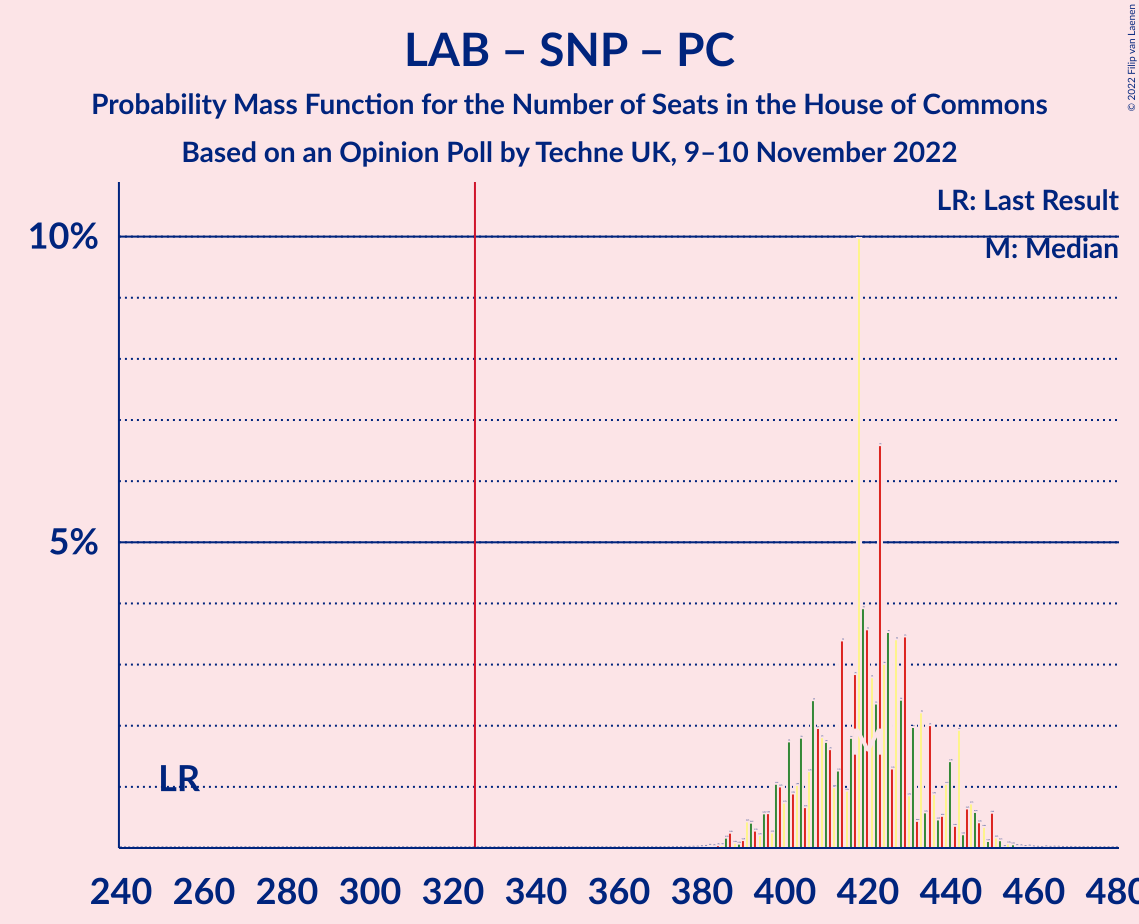 LAB – SNP – PC
Probability Mass Function for the Number of Seats in the House of Commons
Based on an Opinion Poll by Techne UK, 9–10 November 2022
© 2022 Filip van Laenen
LR: Last Result
M: Median
10%
5%
LR
M
240 260 280 300 320 340 360 380 400 420 440 460 480